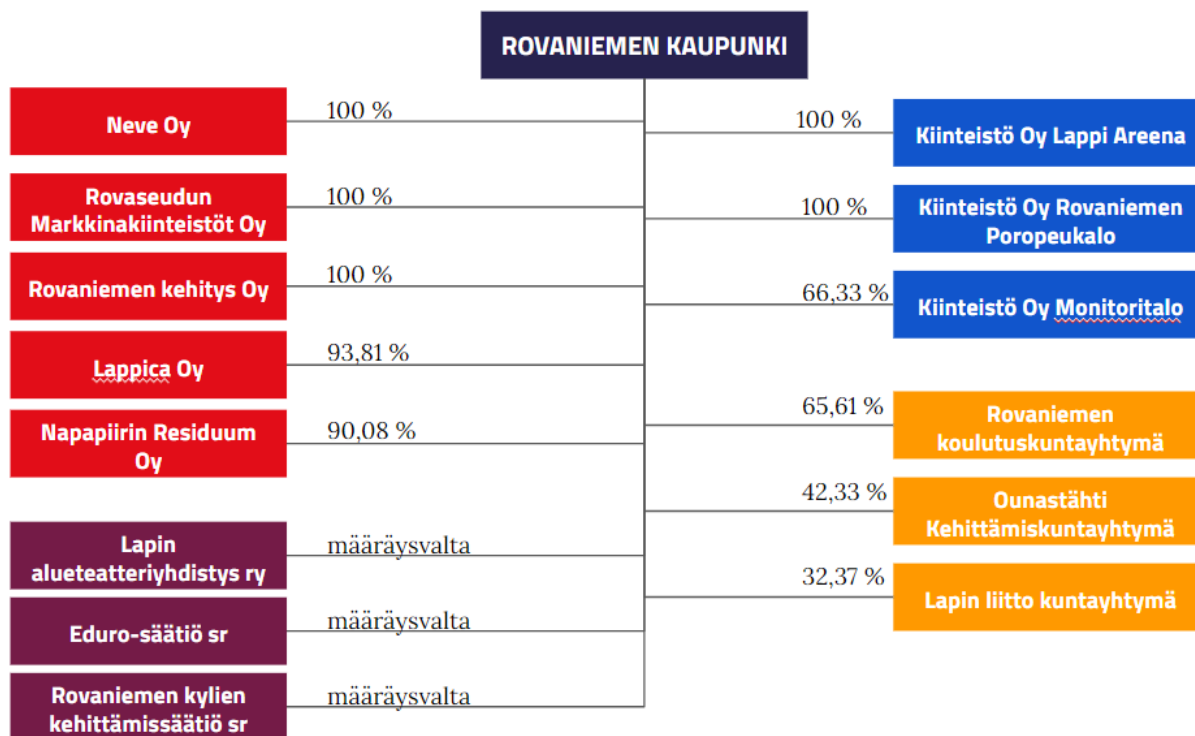 ROVANIEMEN KAUPUNKI
Neve Oy
100 %
Rovaseudun
Markkinakiinteistöt Oy
100 %
Rovaniemen kehitys Oy
100 %
Lappica Oy
93,81 %
Napapiirin Residuum
Oy
90,08 %
Lapin
alueteatteriyhdistys ry
määräysvalta
Eduro-säätiö sr
määräysvalta
Rovaniemen kylien
kehittämissäätiö sr
määräysvalta
100 %
Kiinteistö Oy Lappi Areena
100 %
Kiinteistö Oy Rovaniemen
Poropeukalo
66,33 %
Kiinteistö Oy Monitoritalo
65,61 %
Rovaniemen
koulutuskuntayhtymä
42,33 %
Ounastähti
Kehittämiskuntayhtymä
32,37 %
Lapin liitto kuntayhtymä